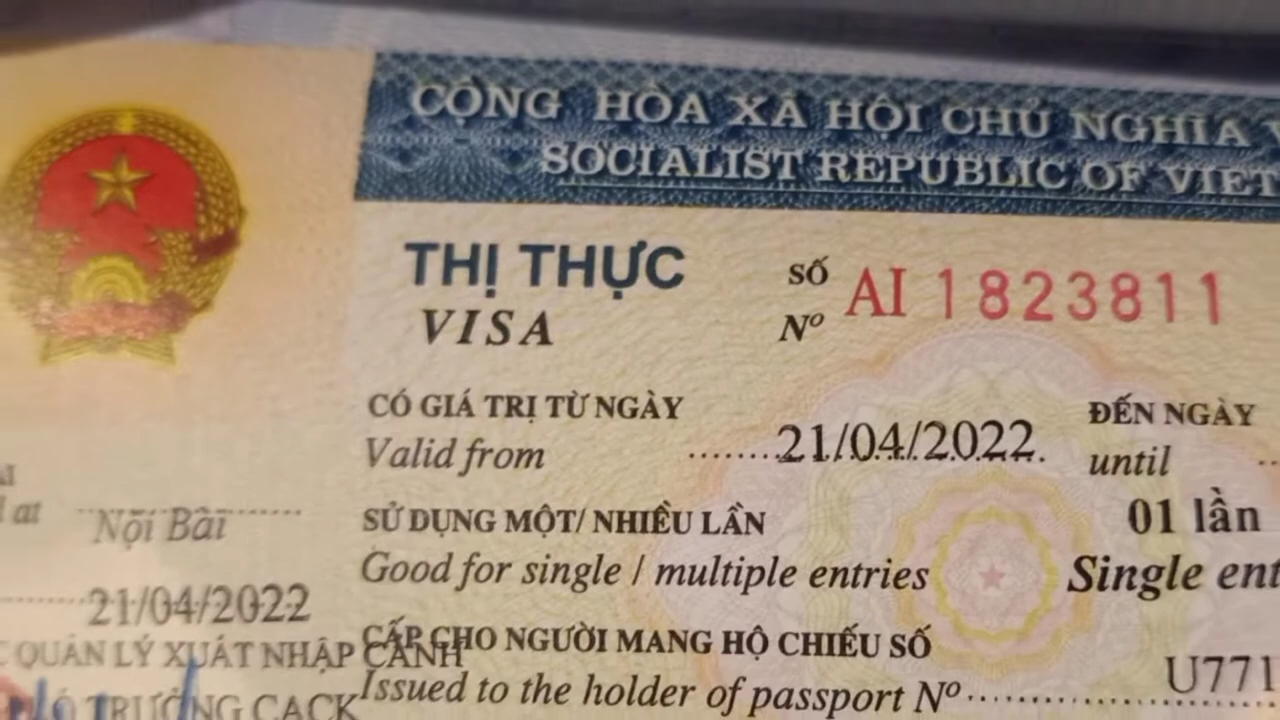 CỘNG HÒA XÃ HỘI CHỦ NGHĨA
SOCIALIST REPUBLIC OF VIET
THỊ THỰC
VISA
SỐ
Nº
AI 1823811
CÓ GIÁ TRỊ TỪ NGÀY
Valid from
21/04/2022
ĐẾN NGÀY
until
SỬ DỤNG MỘT/ NHIỀU LẦN
Good for single / multiple entries
01 lần
Single ent
CẤP CHO NGƯỜI MANG HỘ CHIẾU SỐ
Issued to the holder of passport Nº
U771
at
Nội Bài
21/04/2022
QUẢN LÝ XUẤT NHẬP CẢNH
TRƯỞNG CACK